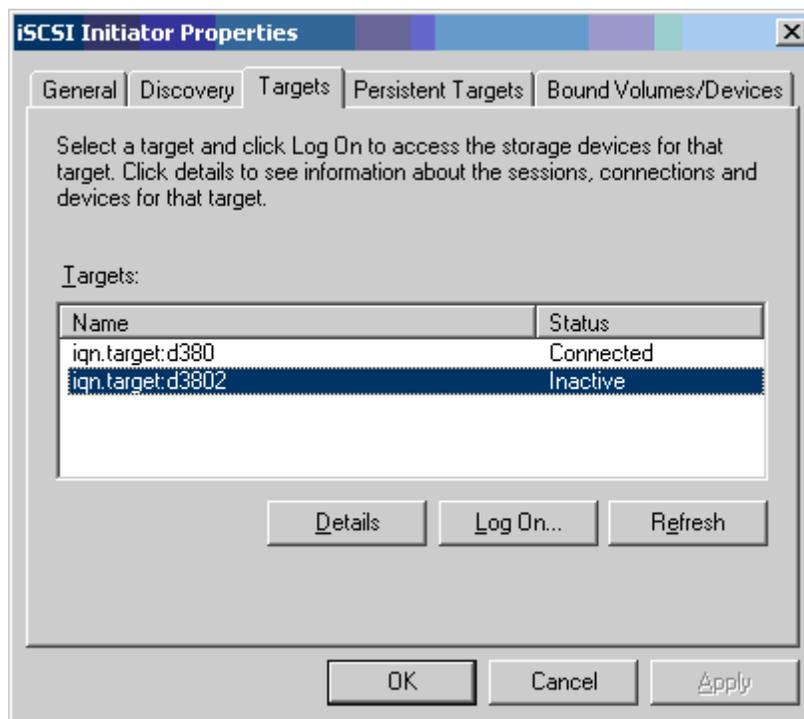 iSCSI Initiator Properties
General Discovery Targets Persistent Targets Bound Volumes/Devices
Select a target and click Log On to access the storage devices for that
target. Click details to see information about the sessions, connections and
devices for that target.
Targets:
Name Status
iqn.target:d380 Connected
iqn.target:d3802 Inactive
Details Log On... Refresh
OK Cancel Apply